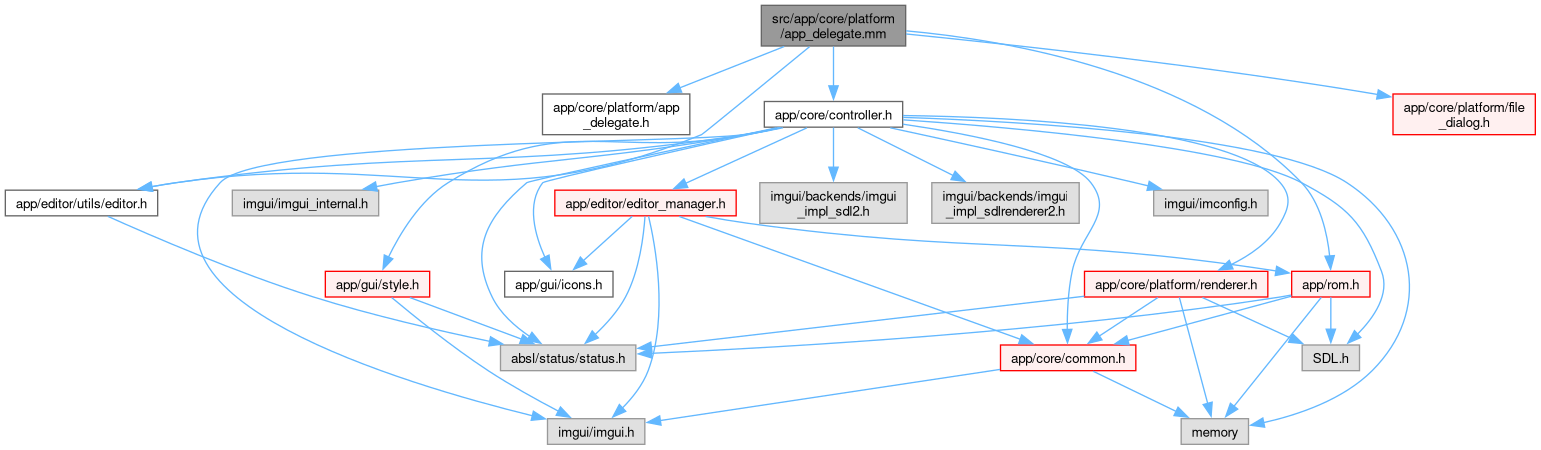 src/app/core/platform
/app_delegate.mm
app/core/platform/app
_delegate.h
app/core/controller.h
app/core/platform/file
_dialog.h
app/editor/utils/editor.h
imgui/imgui_internal.h
app/editor/editor_manager.h
imgui/backends/imgui
_impl_sdl2.h
imgui/backends/imgui
_impl_sdlrenderer2.h
imgui/imconfig.h
app/gui/style.h
app/gui/icons.h
app/core/platform/renderer.h
app/rom.h
absl/status/status.h
app/core/common.h
SDL.h
imgui/imgui.h
memory